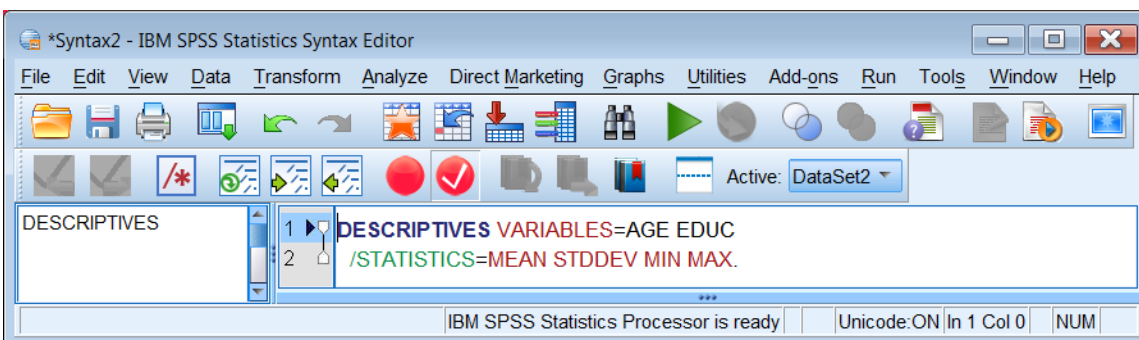 *Syntax2 - IBM SPSS Statistics Syntax Editor
File Edit View Data Transform Analyze Direct Marketing Graphs Utilities Add-ons Run Tools Window Help
/*
Active: DataSet2
DESCRIPTIVES
1 DESCRIPTIVES VARIABLES=AGE EDUC
2 /STATISTICS=MEAN STDDEV MIN MAX.
IBM SPSS Statistics Processor is ready Unicode:ON In 1 Col 0 NUM